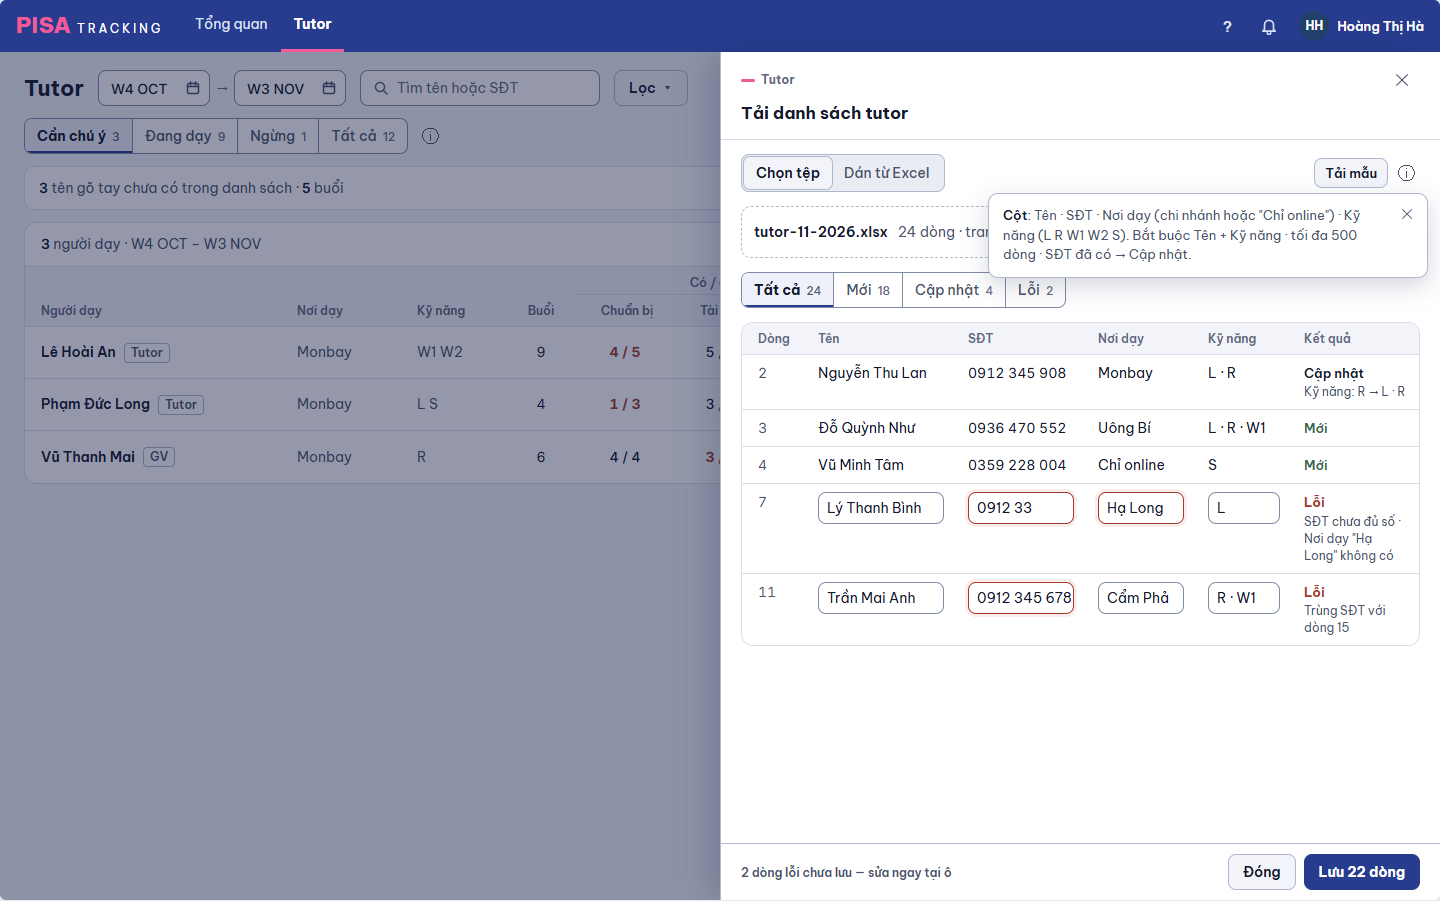 PISA TRACKING Tổng quan Tutor ? HH Hoàng Thị Hà
Tutor W4 OCT → W3 NOV Tìm tên hoặc SĐT Lọc
Cần chú ý 3 Đang dạy 9 Ngừng 1 Tất cả 12
3 tên gõ tay chưa có trong danh sách · 5 buổi
3 người dạy · W4 OCT – W3 NOV
Có /
Người dạy Nơi dạy Kỹ năng Buổi Chuẩn bị Tài
Lê Hoài An Tutor Monbay W1 W2 9 4 / 5 5 /
Phạm Đức Long Tutor Monbay L S 4 1 / 3 3 /
Vũ Thanh Mai GV Monbay R 6 4 / 4 3 /
Tutor
Tải danh sách tutor
Chọn tệp Dán từ Excel Tải mẫu
Cột: Tên · SĐT · Nơi dạy (chi nhánh hoặc "Chỉ online") · Kỹ
năng (L R W1 W2 S). Bắt buộc Tên + Kỹ năng · tối đa 500
dòng · SĐT đã có → Cập nhật.
tutor-11-2026.xlsx 24 dòng ·
Tất cả 24 Mới 18 Cập nhật 4 Lỗi 2
Dòng Tên SĐT Nơi dạy Kỹ năng Kết quả
2 Nguyễn Thu Lan 0912 345 908 Monbay L · R Cập nhật
Kỹ năng: R → L · R
3 Đỗ Quỳnh Như 0936 470 552 Uông Bí L · R · W1 Mới
4 Vũ Minh Tâm 0359 228 004 Chỉ online S Mới
7 Lý Thanh Bình 0912 33 Hạ Long L Lỗi
SĐT chưa đủ số ·
Nơi dạy "Hạ
Long" không có
11 Trần Mai Anh 0912 345 678 Cẩm Phả R · W1 Lỗi
Trùng SĐT với
dòng 15
2 dòng lỗi chưa lưu — sửa ngay tại ô Đóng Lưu 22 dòng